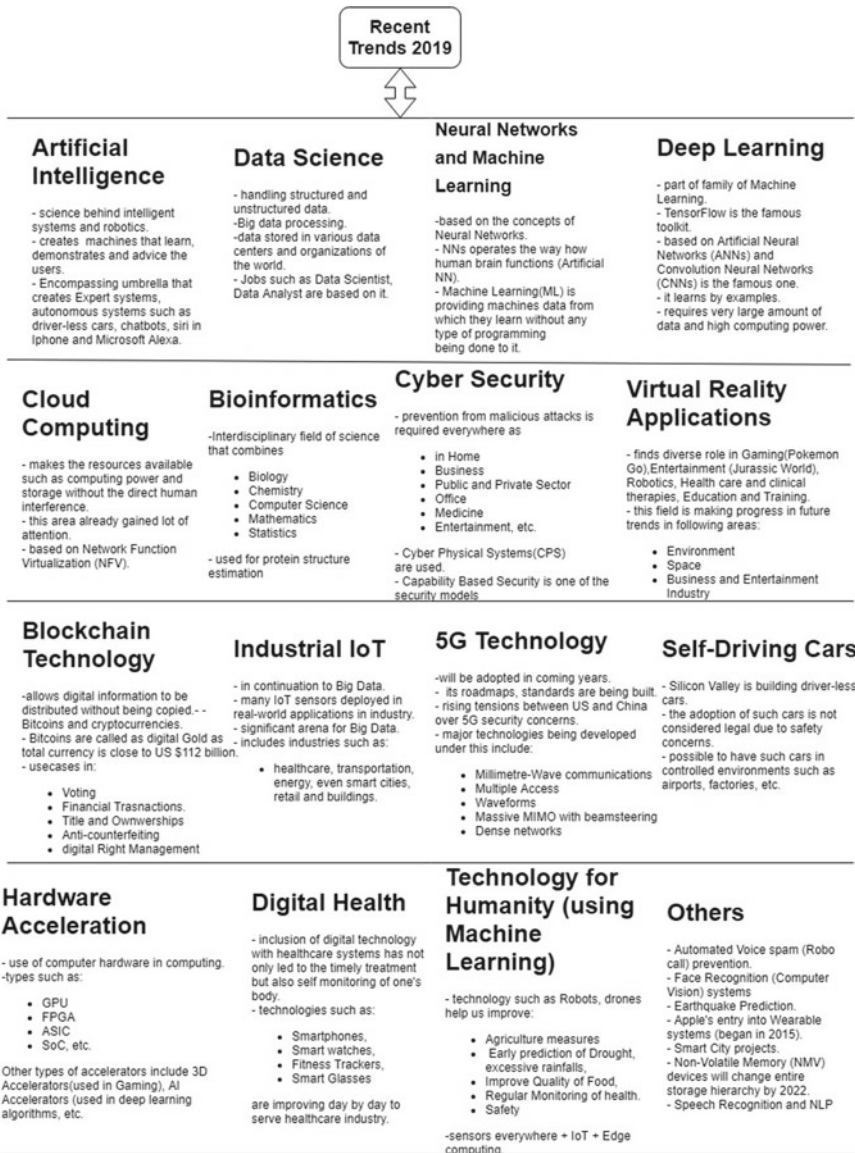 Recent
Trends 2019
Artificial
Intelligence
- science behind intelligent
systems and robotics.
- creates machines that learn,
demonstrates and advice the
users.
- Encompassing umbrella that
creates Expert systems,
autonomous systems such as
driver-less cars, chatbots, siri in
Iphone and Microsoft Alexa.
Data Science
- handling structured and
unstructured data.
-Big data processing.
-data stored in various data
centers and organizations of
the world.
- Jobs such as Data Scientist,
Data Analyst are based on it.
Neural Networks
and Machine
Learning
-based on the concepts of
Neural Networks.
- NNs operates the way how
human brain functions (Artificial
NN).
- Machine Learning(ML) is
providing machines data from
which they learn without any
type of programming
being done to it.
Deep Learning
- part of family of Machine
Learning.
- TensorFlow is the famous
toolkit.
- based on Artificial Neural
Networks (ANNs) and
Convolution Neural Networks
(CNNs) is the famous one.
- it learns by examples.
- requires very large amount of
data and high computing power.
Cloud
Computing
- makes the resources available
such as computing power and
storage without the direct human
interference.
- this area already gained lot of
attention.
- based on Network Function
Virtualization (NFV).
Bioinformatics
-Interdisciplinary field of science
that combines
• Biology
• Chemistry
• Computer Science
• Mathematics
• Statistics
- used for protein structure
estimation
Cyber Security
- prevention from malicious attacks is
required everywhere as
• in Home
• Business
• Public and Private Sector
• Office
• Medicine
• Entertainment, etc.
- Cyber Physical Systems(CPS)
are used.
- Capability Based Security is one of the
security models
Virtual Reality
Applications
- finds diverse role in Gaming(Pokemon
Go),Entertainment (Jurassic World),
Robotics, Health care and clinical
therapies, Education and Training.
- this field is making progress in future
trends in following areas:
• Environment
• Space
• Business and Entertainment
Industry
Blockchain
Technology
-allows digital information to be
distributed without being copied.- -
Bitcoins and cryptocurrencies.
- Bitcoins are called as digital Gold as
total currency is close to US $112 billion.
- usecases in:
• Voting
• Financial Trasnactions.
• Title and Ownwerships
• Anti-counterfeiting
• digital Right Management
Industrial IoT
- in continuation to Big Data.
- many IoT sensors deployed in
real-world applications in industry.
- significant arena for Big Data.
- includes industries such as:
• healthcare, transportation,
energy, even smart cities,
retail and buildings.
5G Technology
-will be adopted in coming years.
- its roadmaps, standards are being built.
- rising tensions between US and China
over 5G security concerns.
- major technologies being developed
under this include:
• Millimetre-Wave communications
• Multiple Access
• Waveforms
• Massive MIMO with beamsteering
• Dense networks
Self-Driving Cars
- Silicon Valley is building driver-less
cars.
- the adoption of such cars is not
considered legal due to safety
concerns.
- possible to have such cars in
controlled environments such as
airports, factories, etc.
Hardware
Acceleration
- use of computer hardware in computing.
-types such as:
• GPU
• FPGA
• ASIC
• SoC, etc.
Other types of accelerators include 3D
Accelerators(used in Gaming), AI
Accelerators (used in deep learning
algorithms, etc.
Digital Health
- inclusion of digital technology
with healthcare systems has not
only led to the timely treatment
but also self monitoring of one's
body.
- technologies such as:
• Smartphones,
• Smart watches,
• Fitness Trackers,
• Smart Glasses
are improving day by day to
serve healthcare industry.
Technology for
Humanity (using
Machine
Learning)
- technology such as Robots, drones
help us improve:
• Agriculture measures
• Early prediction of Drought,
excessive rainfalls,
• Improve Quality of Food,
• Regular Monitoring of health.
• Safety
-sensors everywhere + IoT + Edge
computing
Others
- Automated Voice spam (Robo
call) prevention.
- Face Recognition (Computer
Vision) systems
- Earthquake Prediction.
- Apple's entry into Wearable
systems (began in 2015).
- Smart City projects.
- Non-Volatile Memory (NMV)
devices will change entire
storage hierarchy by 2022.
- Speech Recognition and NLP